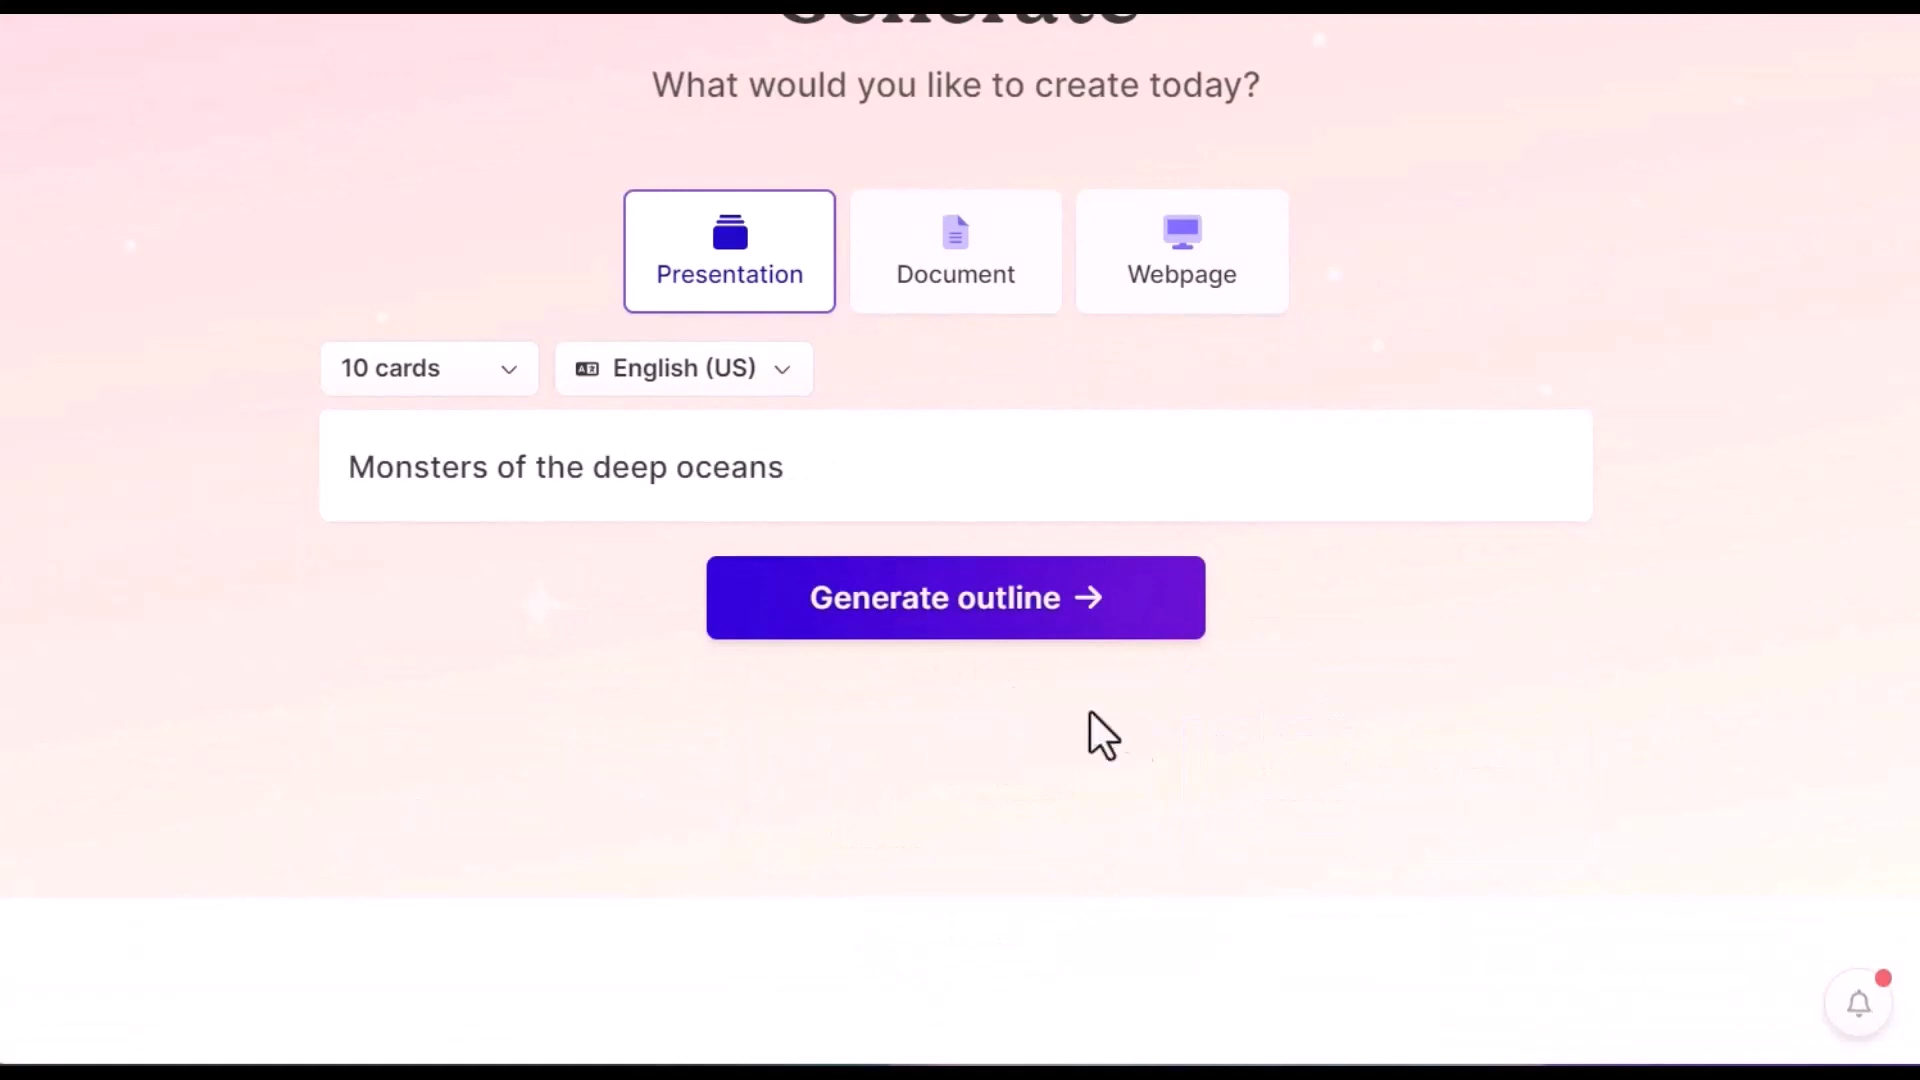 Generate
What would you like to create today?
Presentation
Document
Webpage
10 cards
English (US)
Monsters of the deep oceans
Generate outline →